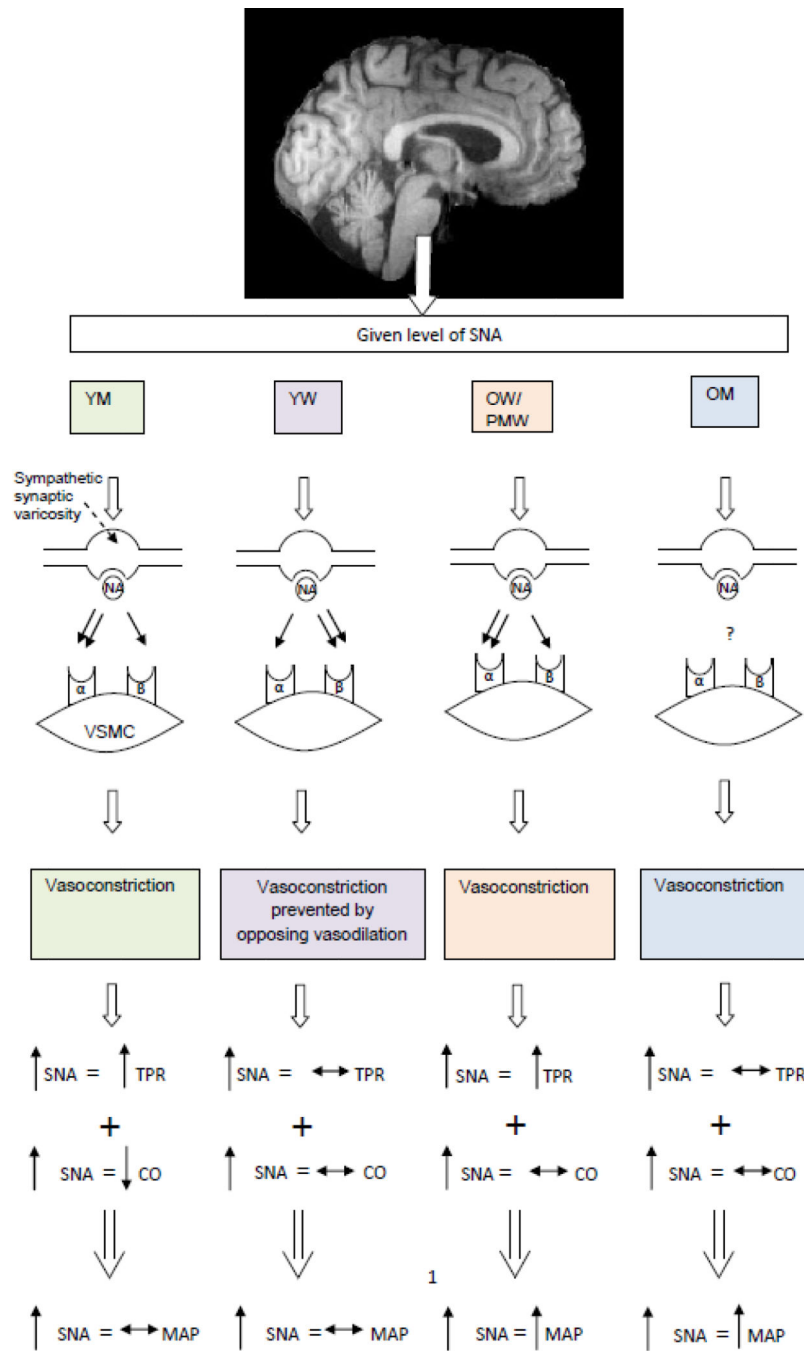 Given level of SNA
YM
YW
OW/
PMW
OM
Sympathetic
synaptic
varicosity
NA
NA
NA
NA
?
α
β
α
β
α
β
α
β
VSMC
Vasoconstriction
Vasoconstriction
prevented by
opposing vasodilation
Vasoconstriction
Vasoconstriction
↑ SNA = ↑ TPR
↑ SNA = ↔ TPR
↑ SNA = ↑ TPR
↑ SNA = ↔ TPR
+
+
+
+
↑ SNA = ↓ CO
↑ SNA = ↔ CO
↑ SNA = ↔ CO
↑ SNA = ↔ CO
1
↑ SNA = ↔ MAP
↑ SNA = ↔ MAP
↑ SNA = ↑ MAP
↑ SNA = ↑ MAP